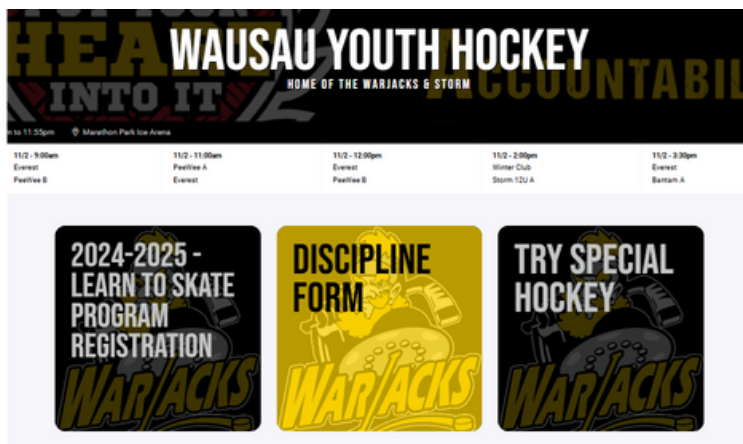 HEART
INTO IT
ACCOUNTABIL
WAUSAU YOUTH HOCKEY
HOME OF THE WARJACKS & STORM
to 11:55pm Marathon Park Ice Arena
11/2 - 9:00am
Everest
PeeWee B
11/2 - 11:00am
PeeWee A
Everest
11/2 - 12:00pm
Everest
PeeWee B
11/2 - 2:00pm
Winter Club
Storm 12U A
11/2 - 3:30pm
Everest
Bantam A
2024-2025 -
LEARN TO SKATE
PROGRAM
REGISTRATION
WARJACKS
DISCIPLINE
FORM
WARJACKS
TRY SPECIAL
HOCKEY
WARJACKS